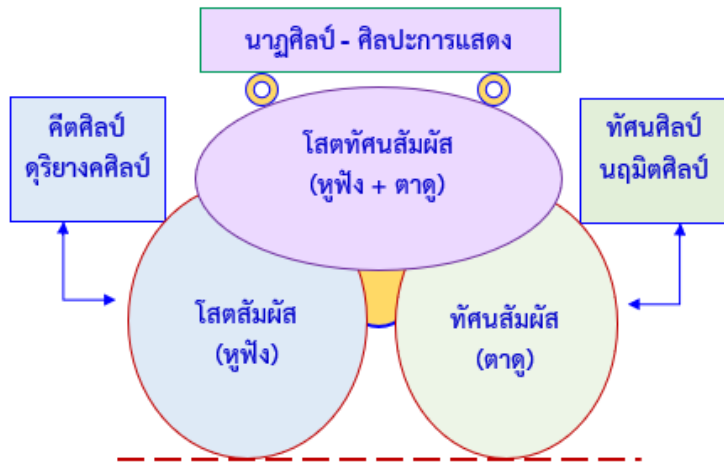 นาฏศิลป์ - ศิลปะการแสดง
คีตศิลป์
ดุริยางคศิลป์
โสตทัศนสัมผัส
(หูฟัง + ตาดู)
ทัศนศิลป์
นฤมิตศิลป์
โสตสัมผัส
(หูฟัง)
ทัศนสัมผัส
(ตาดู)